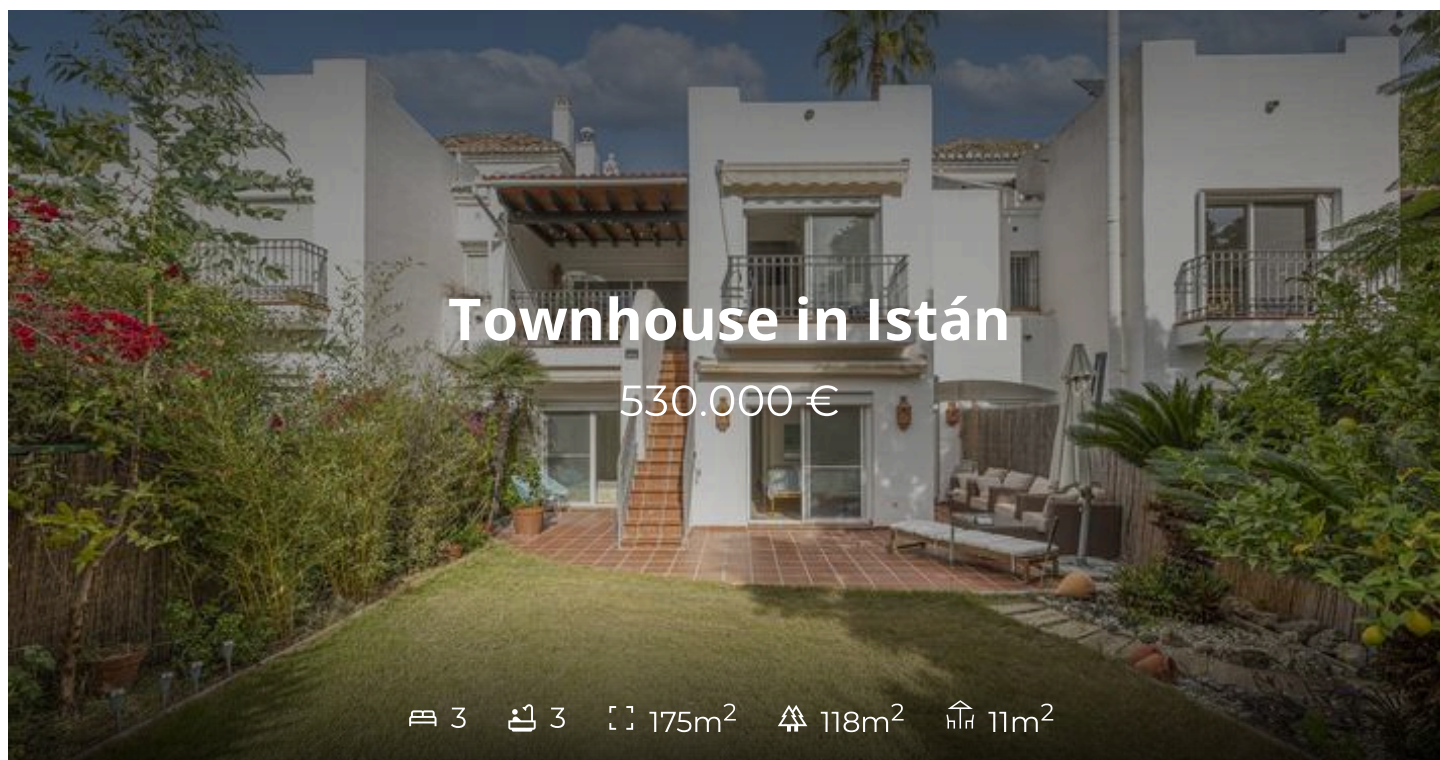 Townhouse in Istán
530.000 €
3 3 175m² 118m² 11m²